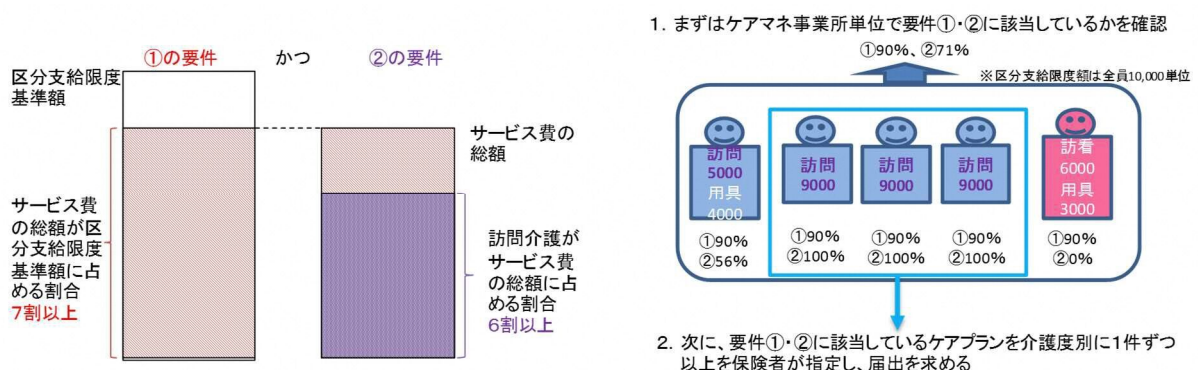 ①の要件 かつ ②の要件
区分支給限度
基準額
サービス費の
総額
サービス費
の総額が区
分支給限度
基準額に占
める割合
7割以上
訪問介護が
サービス費
の総額に占
める割合
6割以上
1. まずはケアマネ事業所単位で要件①・②に該当しているかを確認
①90%、②71%
※区分支給限度額は全員10,000単位
訪問
5000
用具
4000
①90%
②56%
訪問
9000
①90%
②100%
訪問
9000
①90%
②100%
訪問
9000
①90%
②100%
訪看
6000
用具
3000
①90%
②0%
2. 次に、要件①・②に該当しているケアプランを介護度別に1件ずつ
以上を保険者が指定し、届出を求める